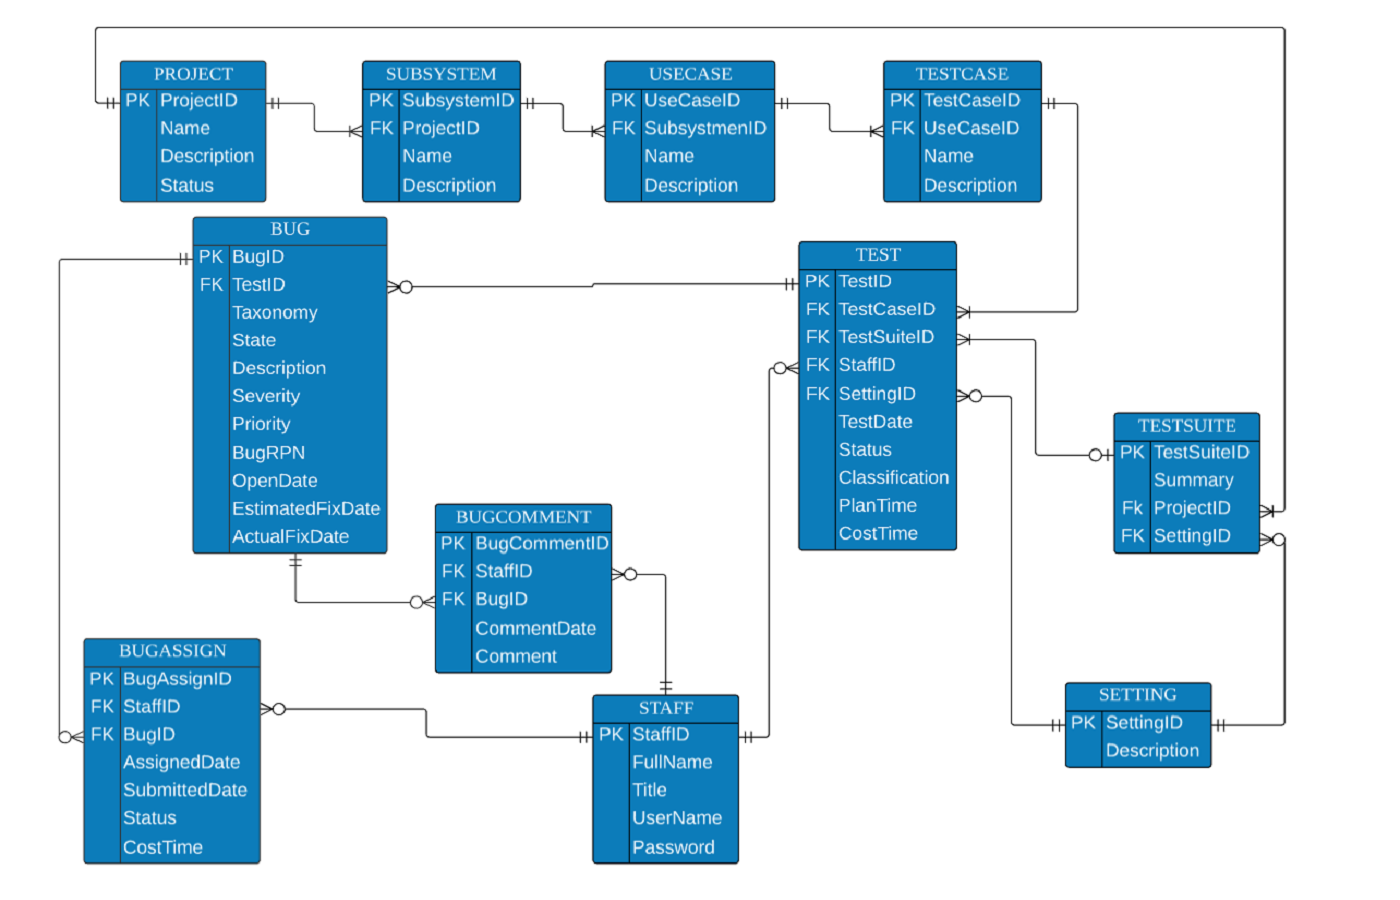 PROJECT
PK ProjectID
Name
Description
Status
SUBSYSTEM
PK SubsystemID
FK ProjectID
Name
Description
USECASE
PK UseCaseID
FK SubsystmenID
Name
Description
TESTCASE
PK TestCaseID
FK UseCaseID
Name
Description
BUG
PK BugID
FK TestID
Taxonomy
State
Description
Severity
Priority
BugRPN
OpenDate
EstimatedFixDate
ActualFixDate
TEST
PK TestID
FK TestCaseID
FK TestSuiteID
FK StaffID
FK SettingID
TestDate
Status
Classification
PlanTime
CostTime
TESTSUITE
PK TestSuiteID
Summary
Fk ProjectID
FK SettingID
BUGCOMMENT
PK BugCommentID
FK StaffID
FK BugID
CommentDate
Comment
BUGASSIGN
PK BugAssignID
FK StaffID
FK BugID
AssignedDate
SubmittedDate
Status
CostTime
STAFF
PK StaffID
FullName
Title
UserName
Password
SETTING
PK SettingID
Description